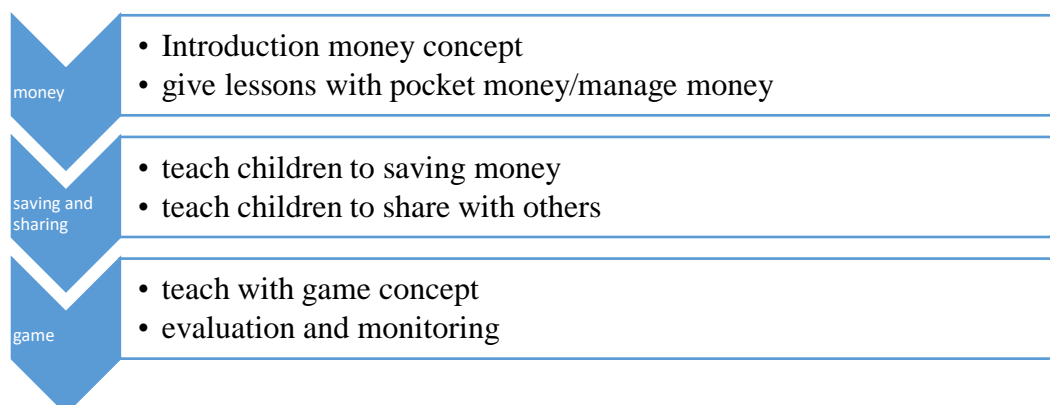 money
• Introduction money concept
• give lessons with pocket money/manage money
saving and
sharing
• teach children to saving money
• teach children to share with others
game
• teach with game concept
• evaluation and monitoring